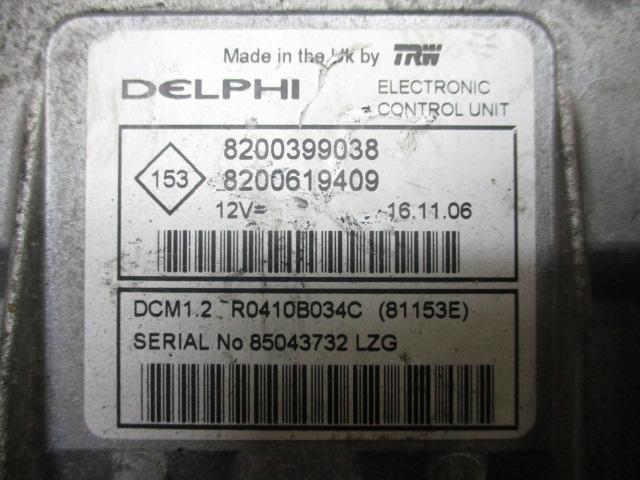 Made in the Uk by TRW
DELPHI ELECTRONIC
CONTROL UNIT
153
8200399038
8200619409
12V= 16.11.06
DCM1.2 R0410B034C (81153E)
SERIAL No 85043732 LZG